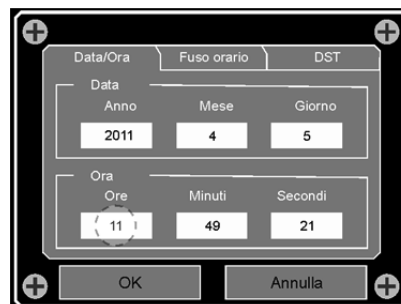 Data/Ora Fuso orario DST
Data
Anno Mese Giorno
2011 4 5
Ora
Ore Minuti Secondi
11 49 21
OK Annulla